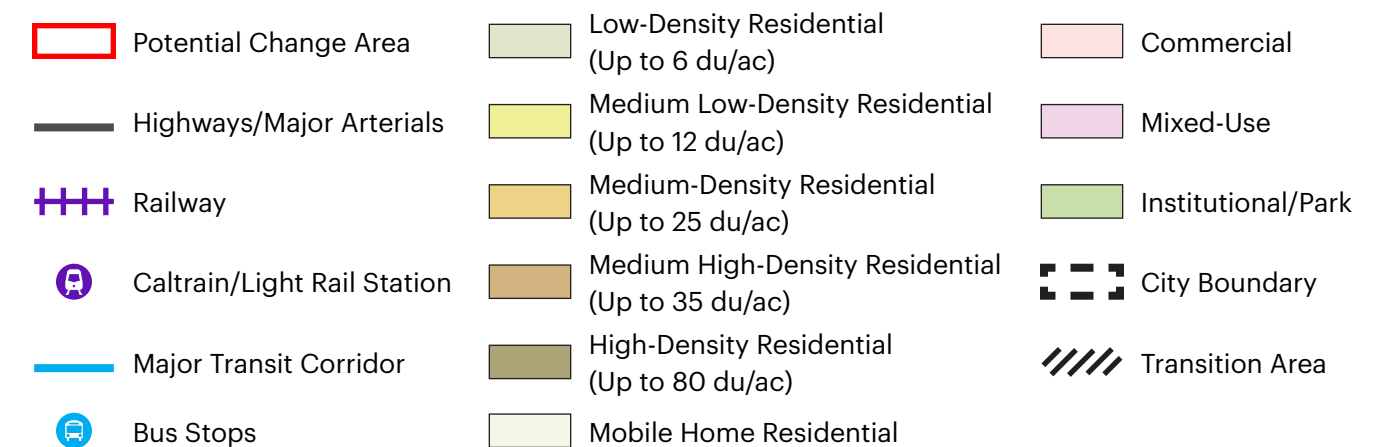 Potential Change Area
Highways/Major Arterials
Railway
Caltrain/Light Rail Station
Major Transit Corridor
Bus Stops
Low-Density Residential
(Up to 6 du/ac)
Medium Low-Density Residential
(Up to 12 du/ac)
Medium-Density Residential
(Up to 25 du/ac)
Medium High-Density Residential
(Up to 35 du/ac)
High-Density Residential
(Up to 80 du/ac)
Mobile Home Residential
Commercial
Mixed-Use
Institutional/Park
City Boundary
Transition Area